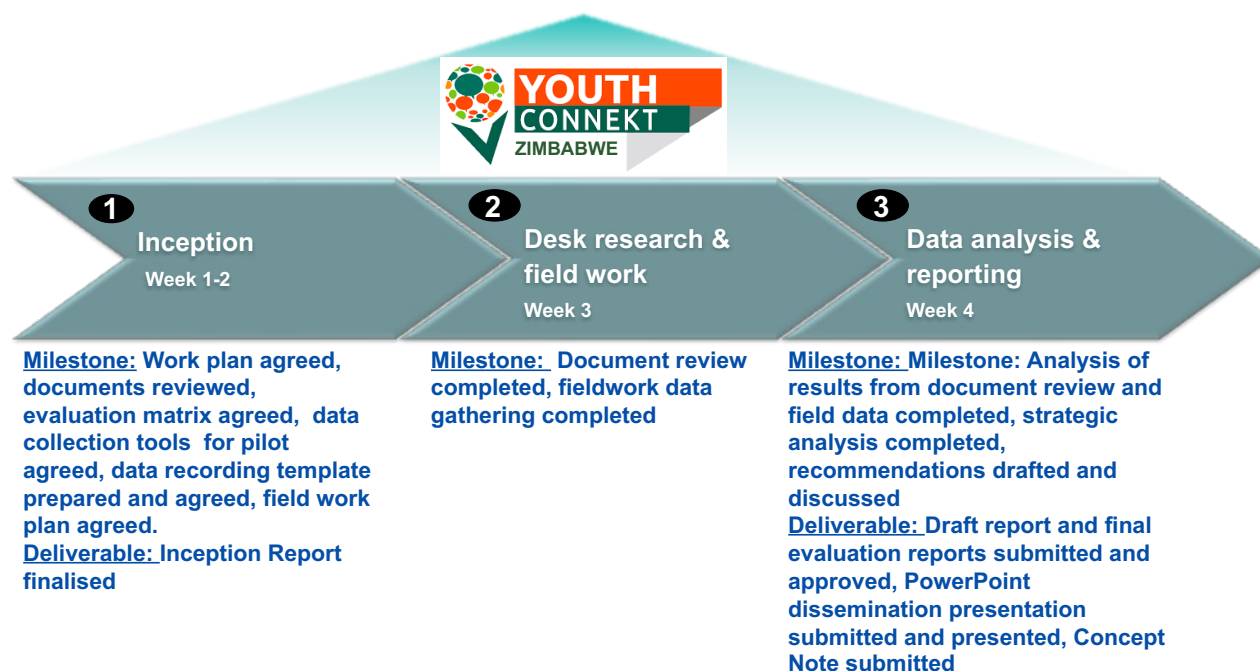 YOUTH
CONNEKT
ZIMBABWE
1
Inception
Week 1-2
2
Desk research &
field work
Week 3
3
Data analysis &
reporting
Week 4
Milestone: Work plan agreed,
documents reviewed,
evaluation matrix agreed, data
collection tools for pilot
agreed, data recording template
prepared and agreed, field work
plan agreed.
Deliverable: Inception Report
finalised
Milestone: Document review
completed, fieldwork data
gathering completed
Milestone: Milestone: Analysis of
results from document review and
field data completed, strategic
analysis completed,
recommendations drafted and
discussed
Deliverable: Draft report and final
evaluation reports submitted and
approved, PowerPoint
dissemination presentation
submitted and presented, Concept
Note submitted